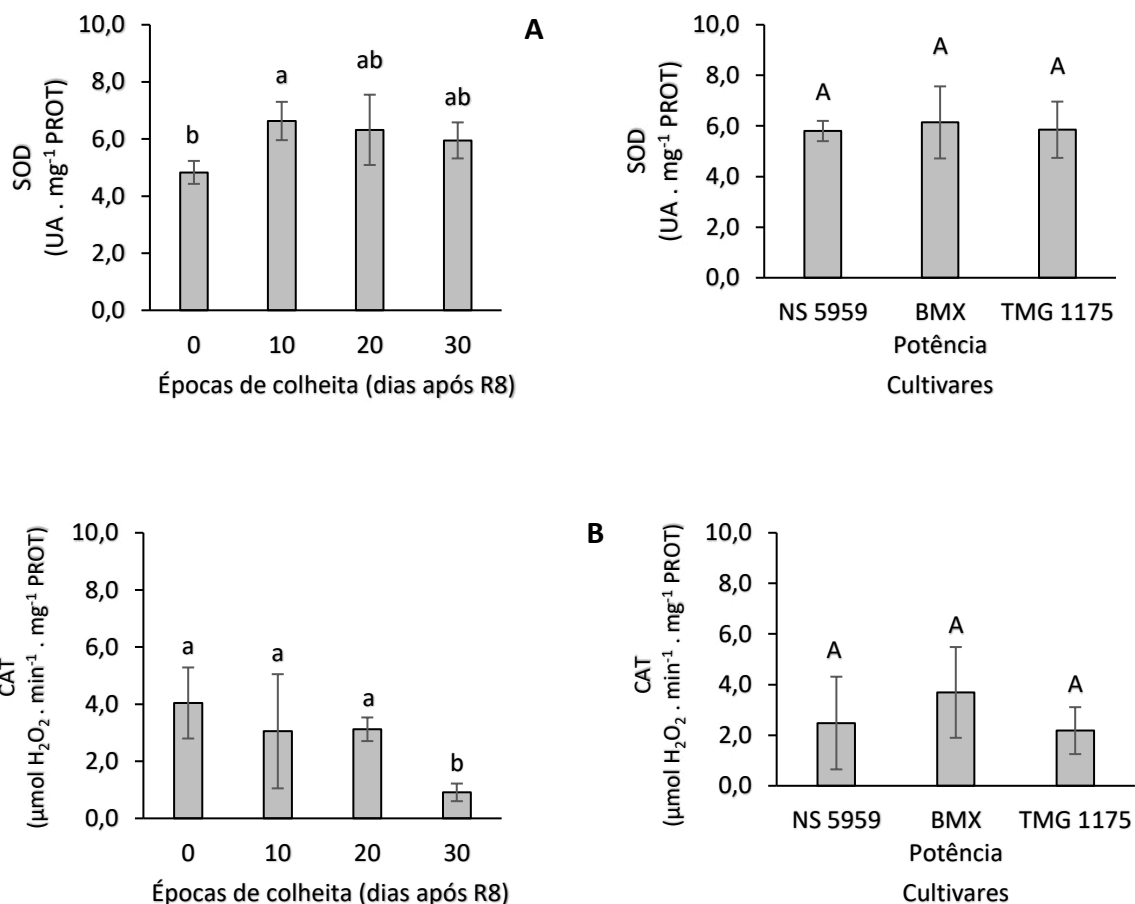 A
SOD
(UA . mg⁻¹ PROT)
10,0
8,0
6,0
4,0
2,0
0,0
b
a
ab
ab
0 10 20 30
Épocas de colheita (dias após R8)
SOD
(UA . mg⁻¹ PROT)
10,0
8,0
6,0
4,0
2,0
0,0
A
A
A
NS 5959 BMX TMG 1175
Potência
Cultivares
B
CAT
(µmol H₂O₂ . min⁻¹ . mg⁻¹ PROT)
10,0
8,0
6,0
4,0
2,0
0,0
a
a
a
b
0 10 20 30
Épocas de colheita (dias após R8)
CAT
(µmol H₂O₂ . min⁻¹ . mg⁻¹ PROT)
10,0
8,0
6,0
4,0
2,0
0,0
A
A
A
NS 5959 BMX TMG 1175
Potência
Cultivares